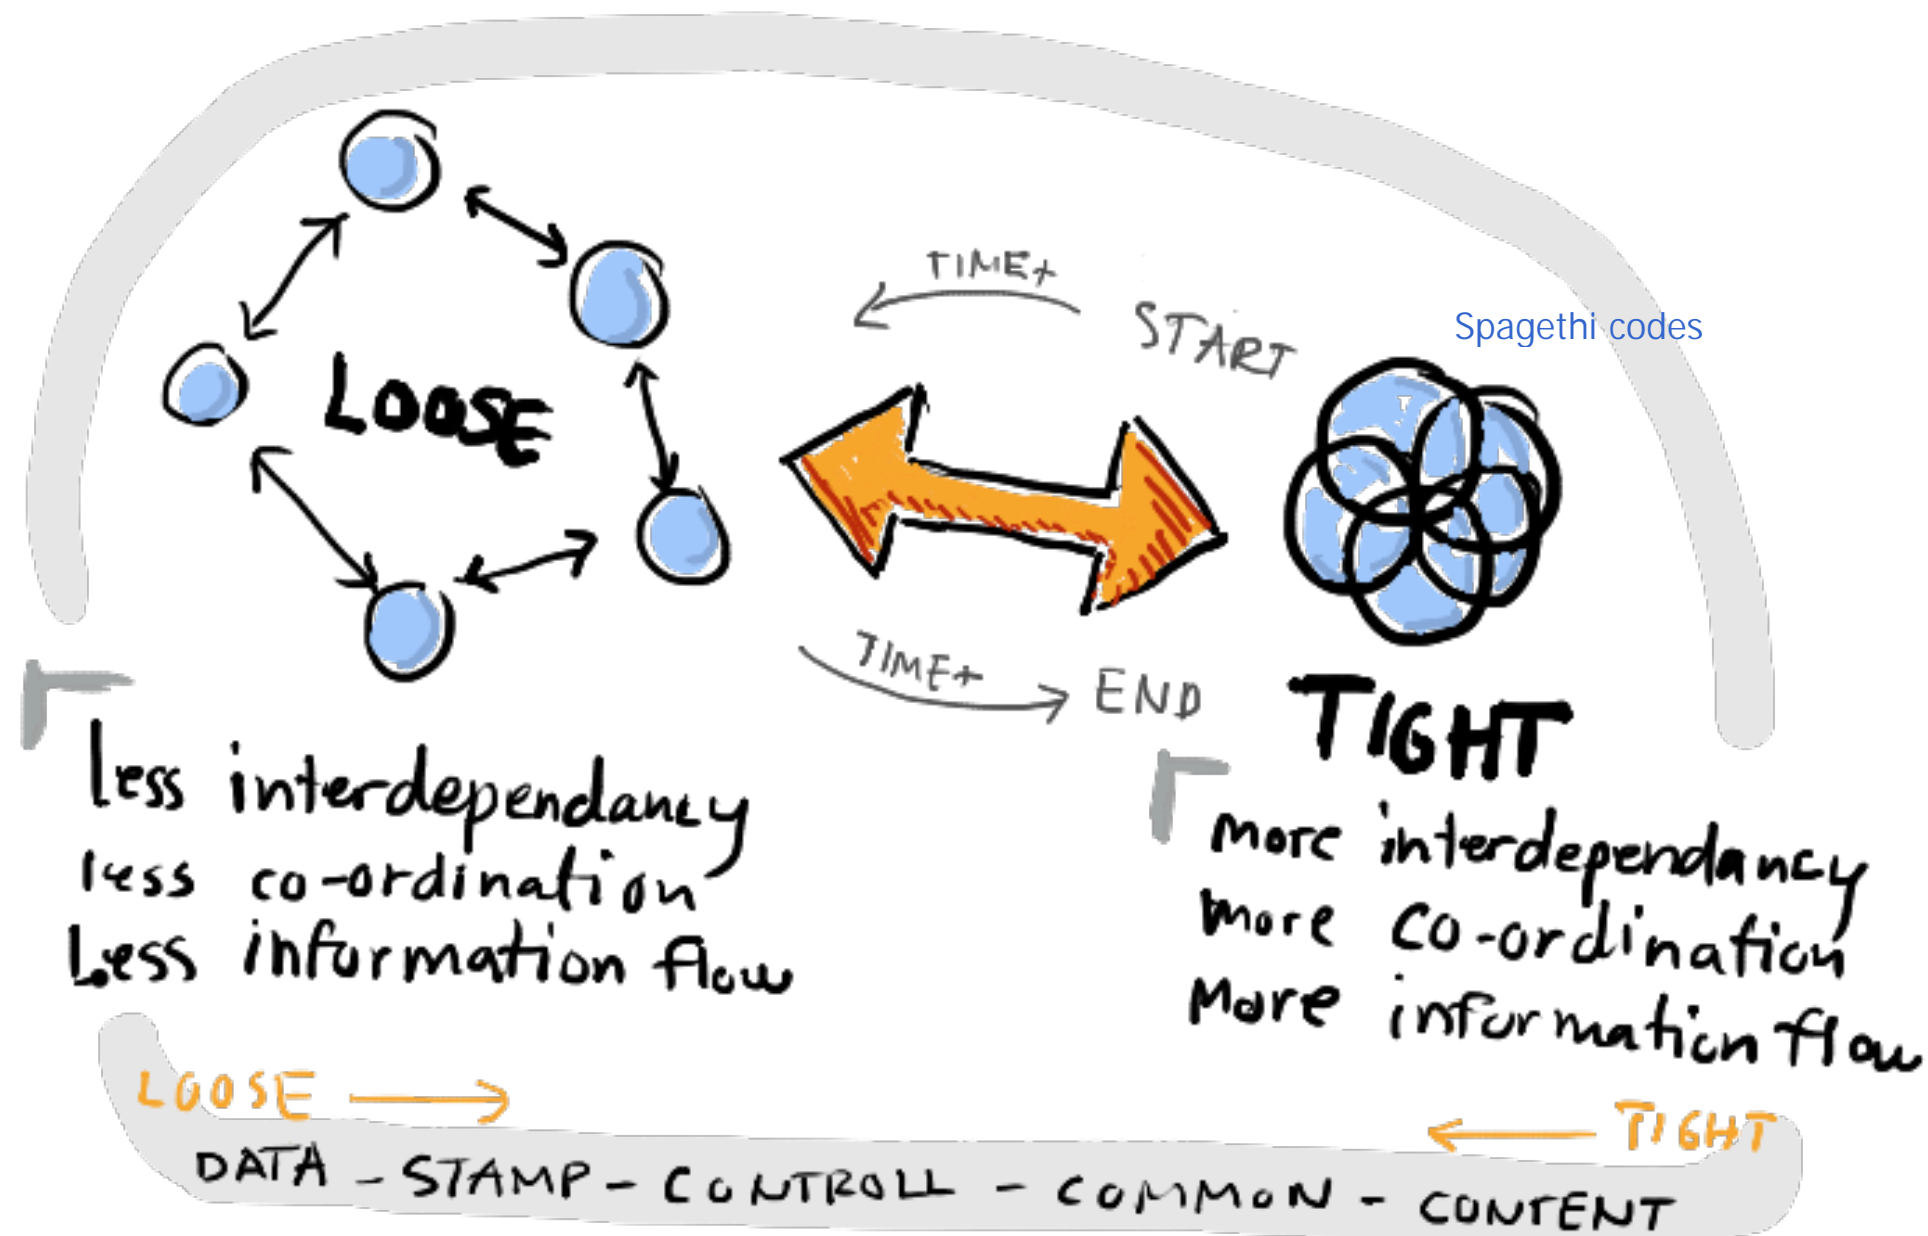 TIME+
START
Spagethi codes
LOOSE
TIME+
END
TIGHT
less interdependancy
less co-ordination
Less information flow
more interdependancy
more co-ordination
More information flow
LOOSE
TIGHT
DATA - STAMP - CONTROLL - COMMON - CONTENT